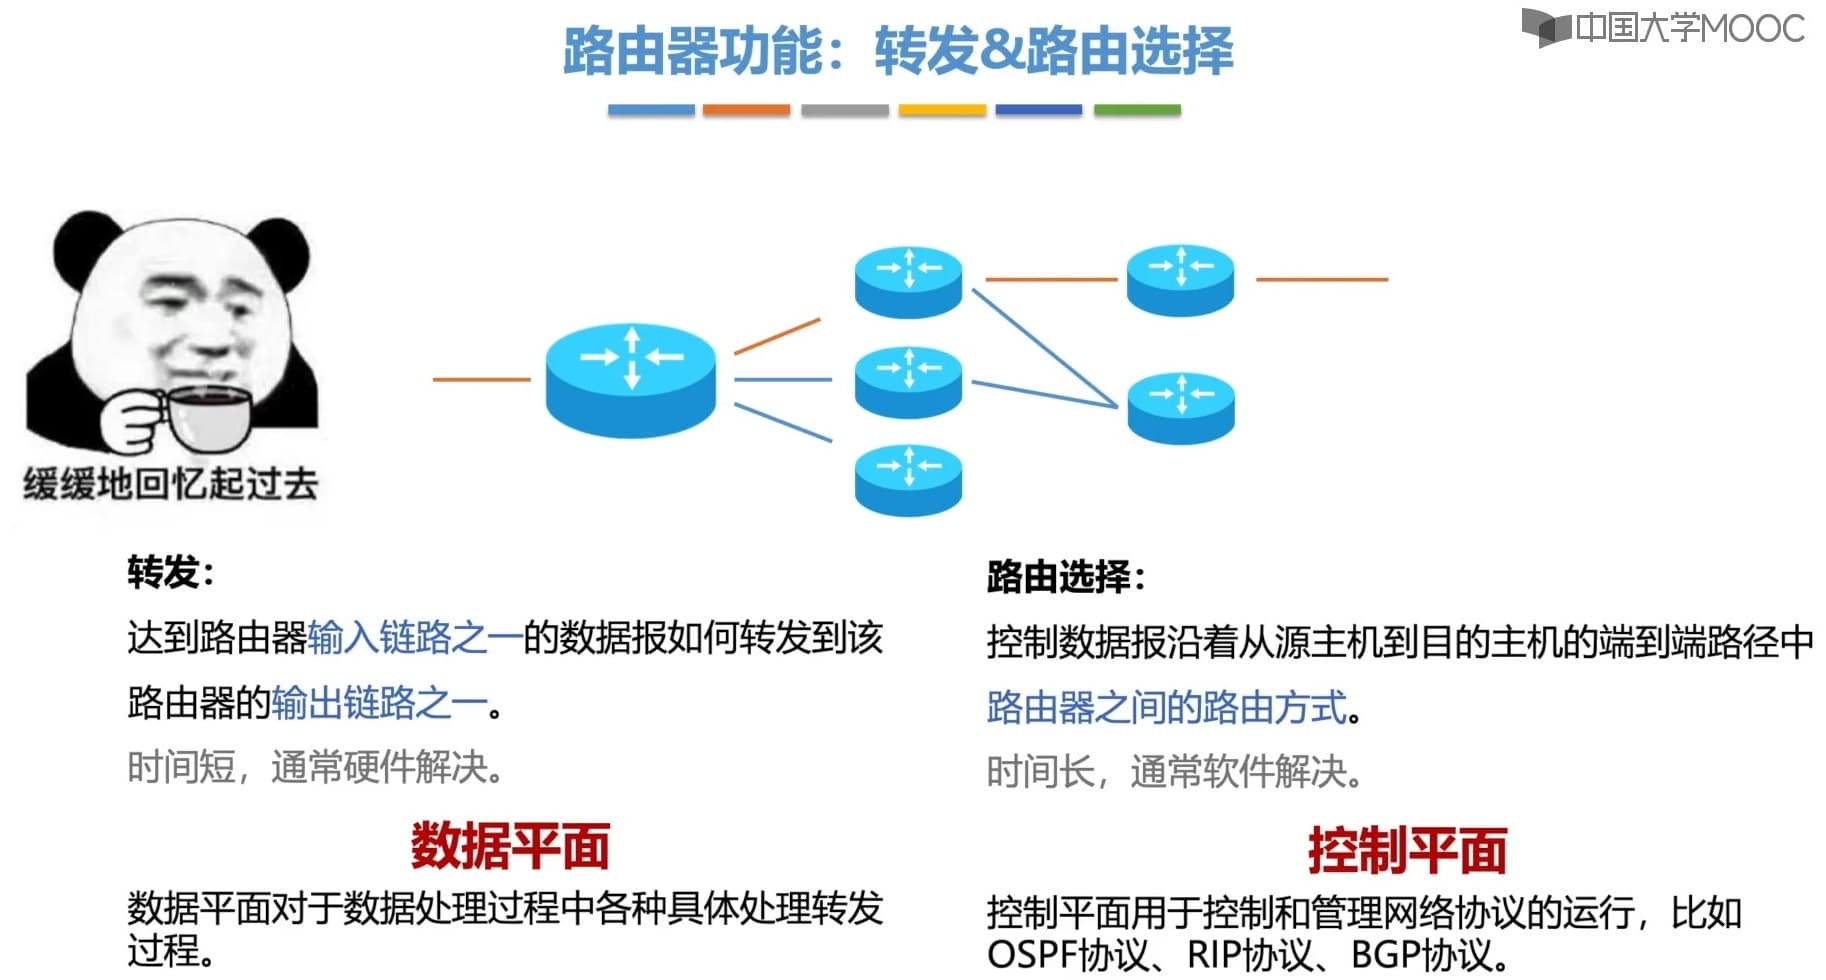 路由器功能：转发&路由选择
中国大学MOOC
缓缓地回忆起过去
转发：
达到路由器输入链路之一的数据报如何转发到该
路由器的输出链路之一。
时间短，通常硬件解决。
数据平面
数据平面对于数据处理过程中各种具体处理转发
过程。
路由选择：
控制数据报沿着从源主机到目的主机的端到端路径中
路由器之间的路由方式。
时间长，通常软件解决。
控制平面
控制平面用于控制和管理网络协议的运行，比如
OSPF协议、RIP协议、BGP协议。